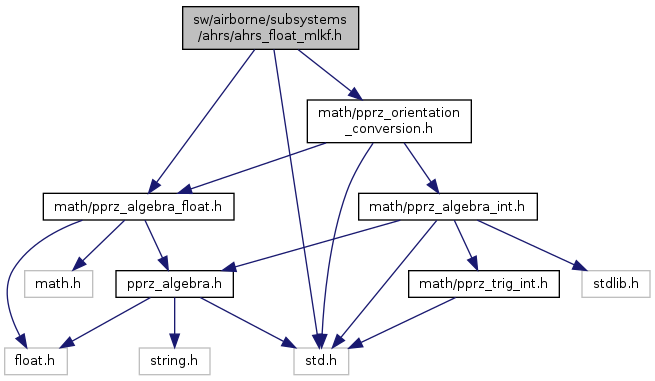 sw/airborne/subsystems
/ahrs/ahrs_float_mlkf.h
math/pprz_orientation
_conversion.h
math/pprz_algebra_float.h
math/pprz_algebra_int.h
math.h
pprz_algebra.h
math/pprz_trig_int.h
stdlib.h
float.h
string.h
std.h